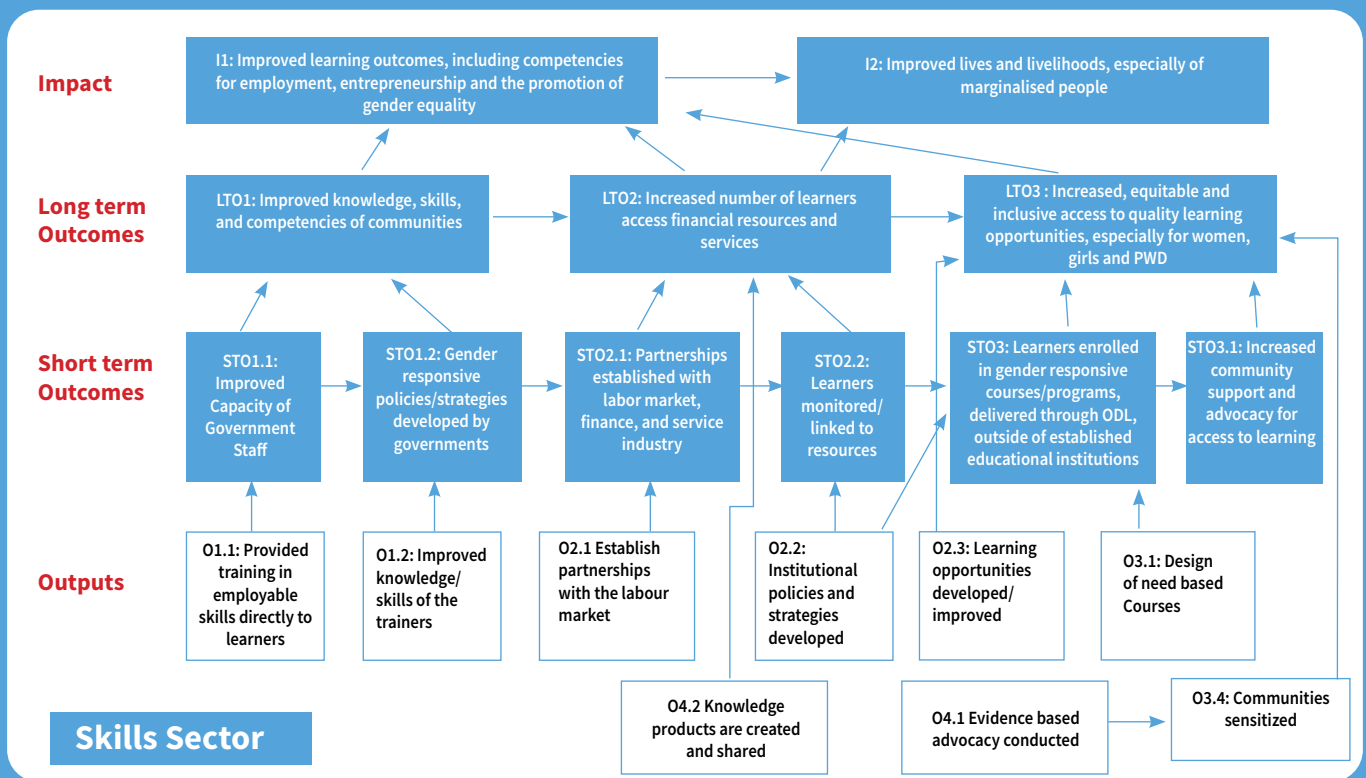 Impact
I1: Improved learning outcomes, including competencies
for employment, entrepreneurship and the promotion of
gender equality
I2: Improved lives and livelihoods, especially of
marginalised people
Long term
Outcomes
LTO1: Improved knowledge, skills,
and competencies of communities
LTO2: Increased number of learners
access financial resources and
services
LTO3 : Increased, equitable and
inclusive access to quality learning
opportunities, especially for women,
girls and PWD
Short term
Outcomes
STO1.1:
Improved
Capacity of
Government
Staff
STO1.2: Gender
responsive
policies/strategies
developed by
governments
STO2.1: Partnerships
established with
labor market,
finance, and service
industry
STO2.2:
Learners
monitored/
linked to
resources
STO3: Learners enrolled
in gender responsive
courses/programs,
delivered through ODL,
outside of established
educational institutions
STO3.1: Increased
community
support and
advocacy for
access to learning
Outputs
O1.1: Provided
training in
employable
skills directly to
learners
O1.2: Improved
knowledge/
skills of the
trainers
O2.1 Establish
partnerships
with the labour
market
O2.2:
Institutional
policies and
strategies
developed
O2.3: Learning
opportunities
developed/
improved
O3.1: Design
of need based
Courses
O4.2 Knowledge
products are created
and shared
O4.1 Evidence based
advocacy conducted
O3.4: Communities
sensitized
Skills Sector